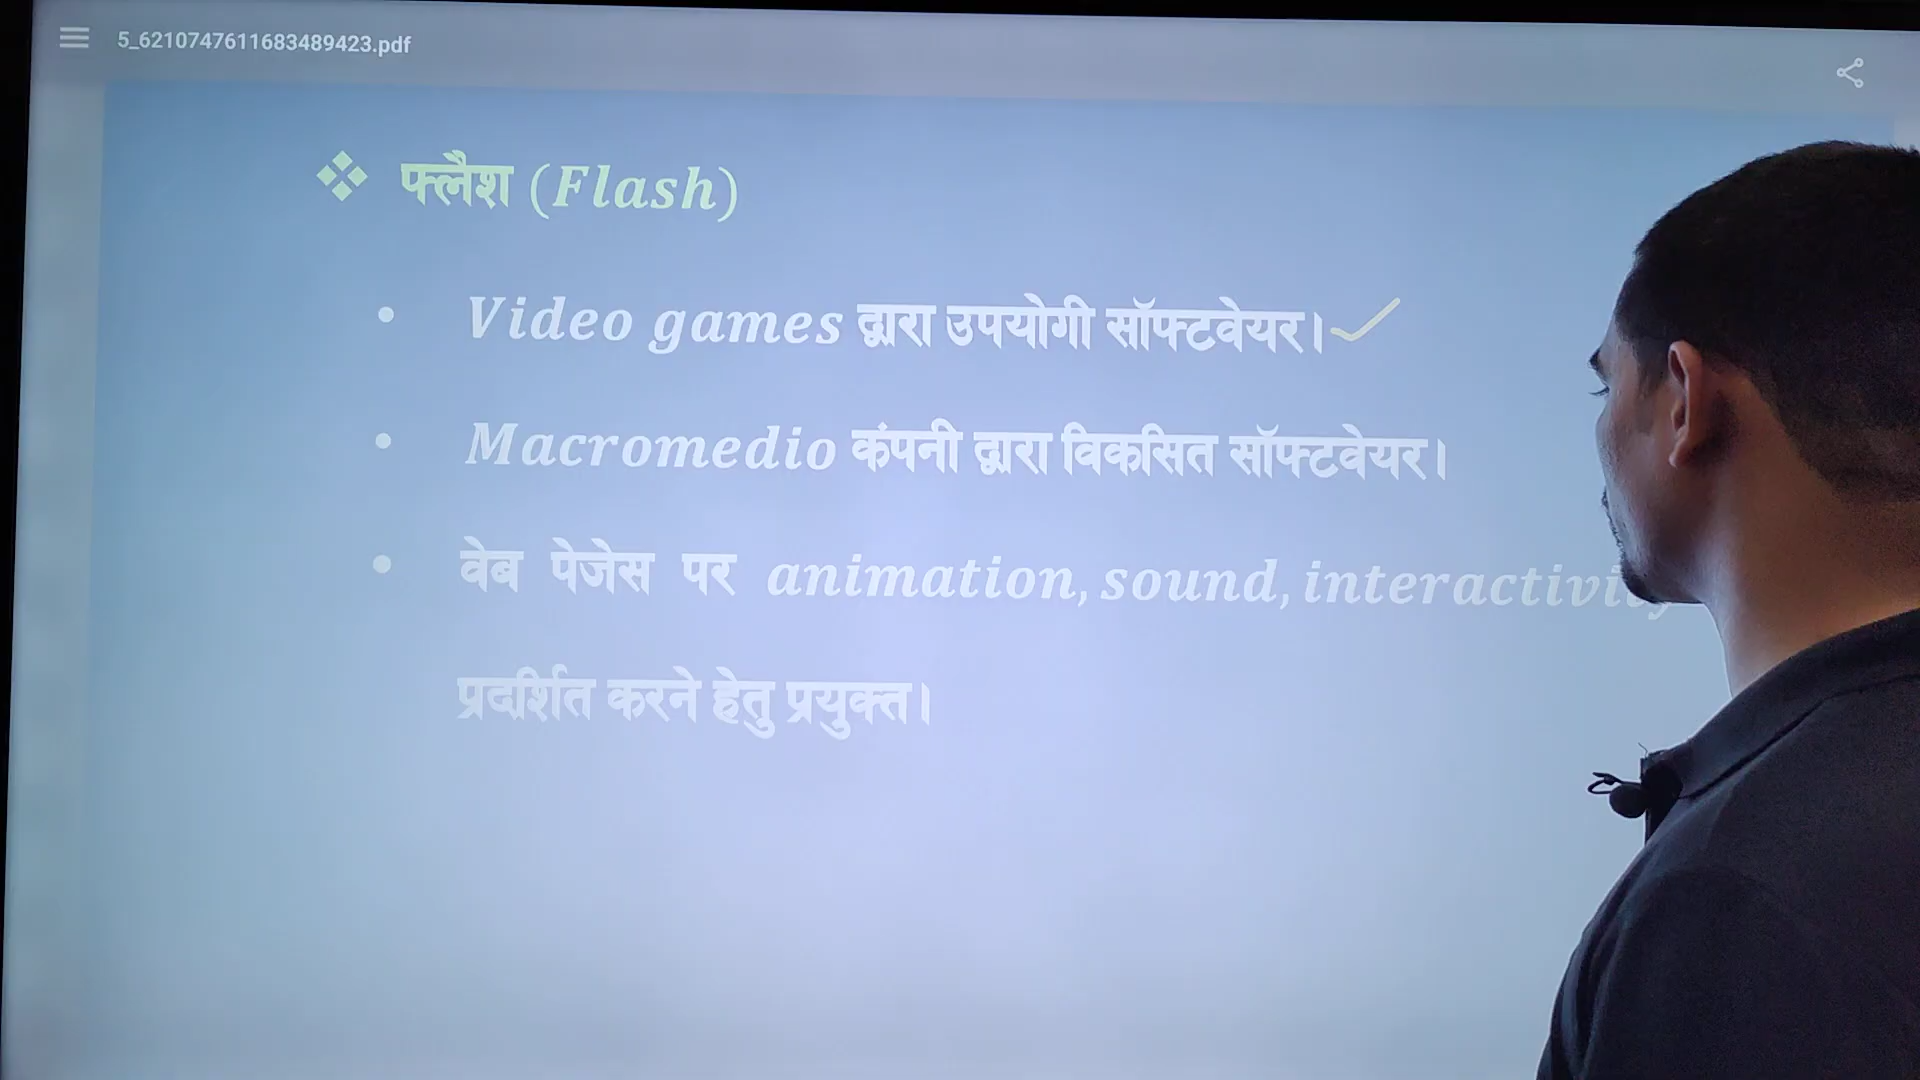 5_6210747611683489423.pdf
❖ फ्लैश (Flash)
• Video games द्वारा उपयोगी सॉफ्टवेयर।
• Macromedio कंपनी द्वारा विकसित सॉफ्टवेयर।
• वेब पेजेस पर animation, sound, interactivity
प्रदर्शित करने हेतु प्रयुक्त।